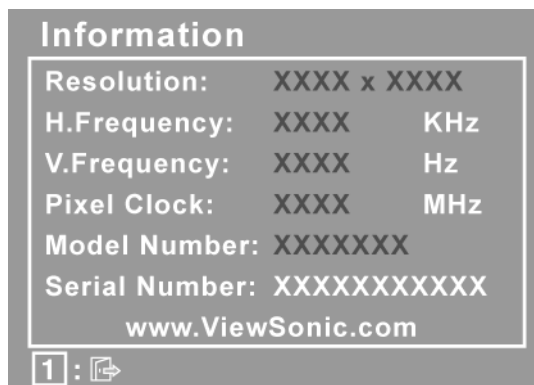 Information
Resolution: XXXX x XXXX
H.Frequency: XXXX KHz
V.Frequency: XXXX Hz
Pixel Clock: XXXX MHz
Model Number: XXXXXXX
Serial Number: XXXXXXXXXXX
www.ViewSonic.com
1 :